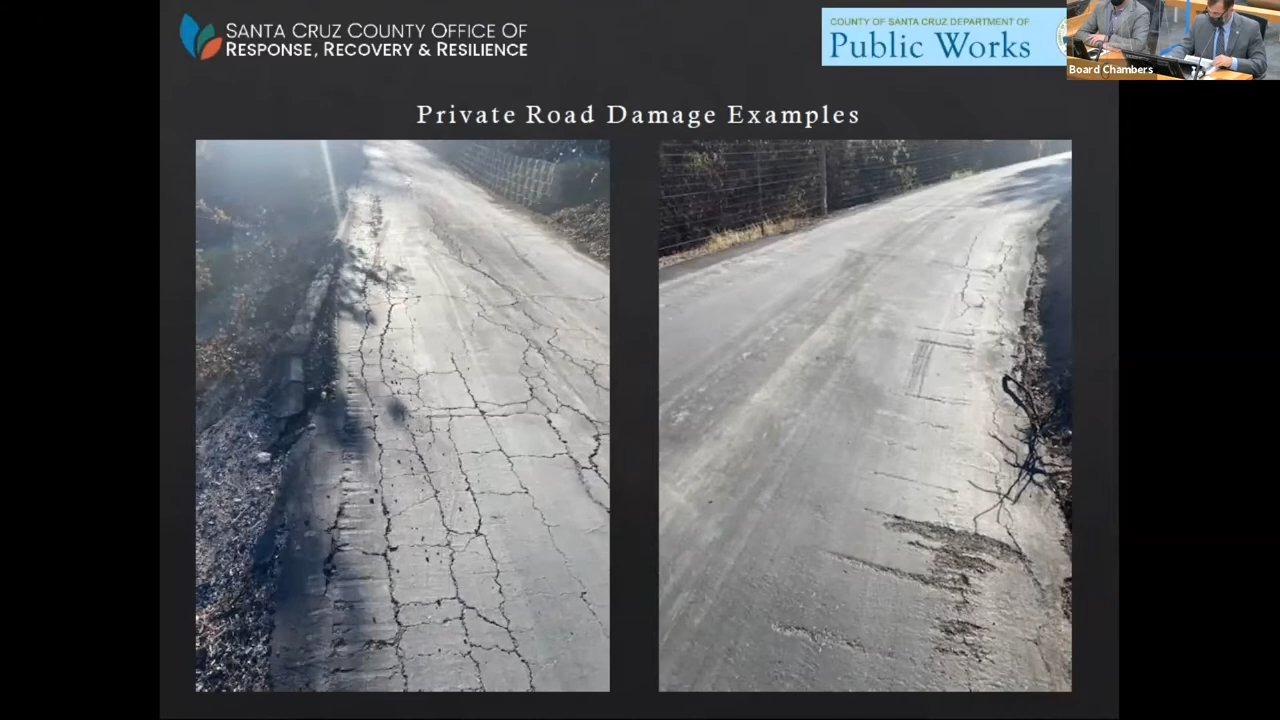 SANTA CRUZ COUNTY OFFICE OF
RESPONSE, RECOVERY & RESILIENCE
COUNTY OF SANTA CRUZ DEPARTMENT OF
Public Works
Board Chambers
Private Road Damage Examples